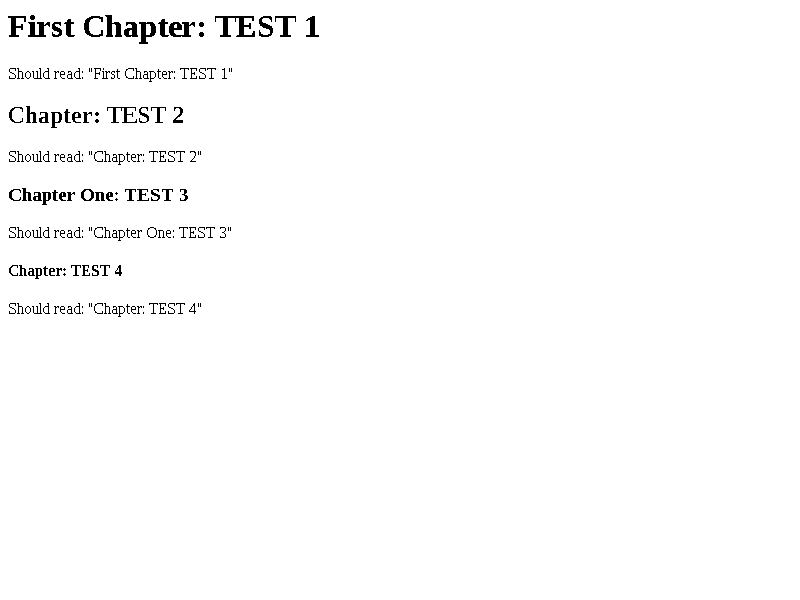 First Chapter: TEST 1
Should read: "First Chapter: TEST 1"
Chapter: TEST 2
Should read: "Chapter: TEST 2"
Chapter One: TEST 3
Should read: "Chapter One: TEST 3"
Chapter: TEST 4
Should read: "Chapter: TEST 4"